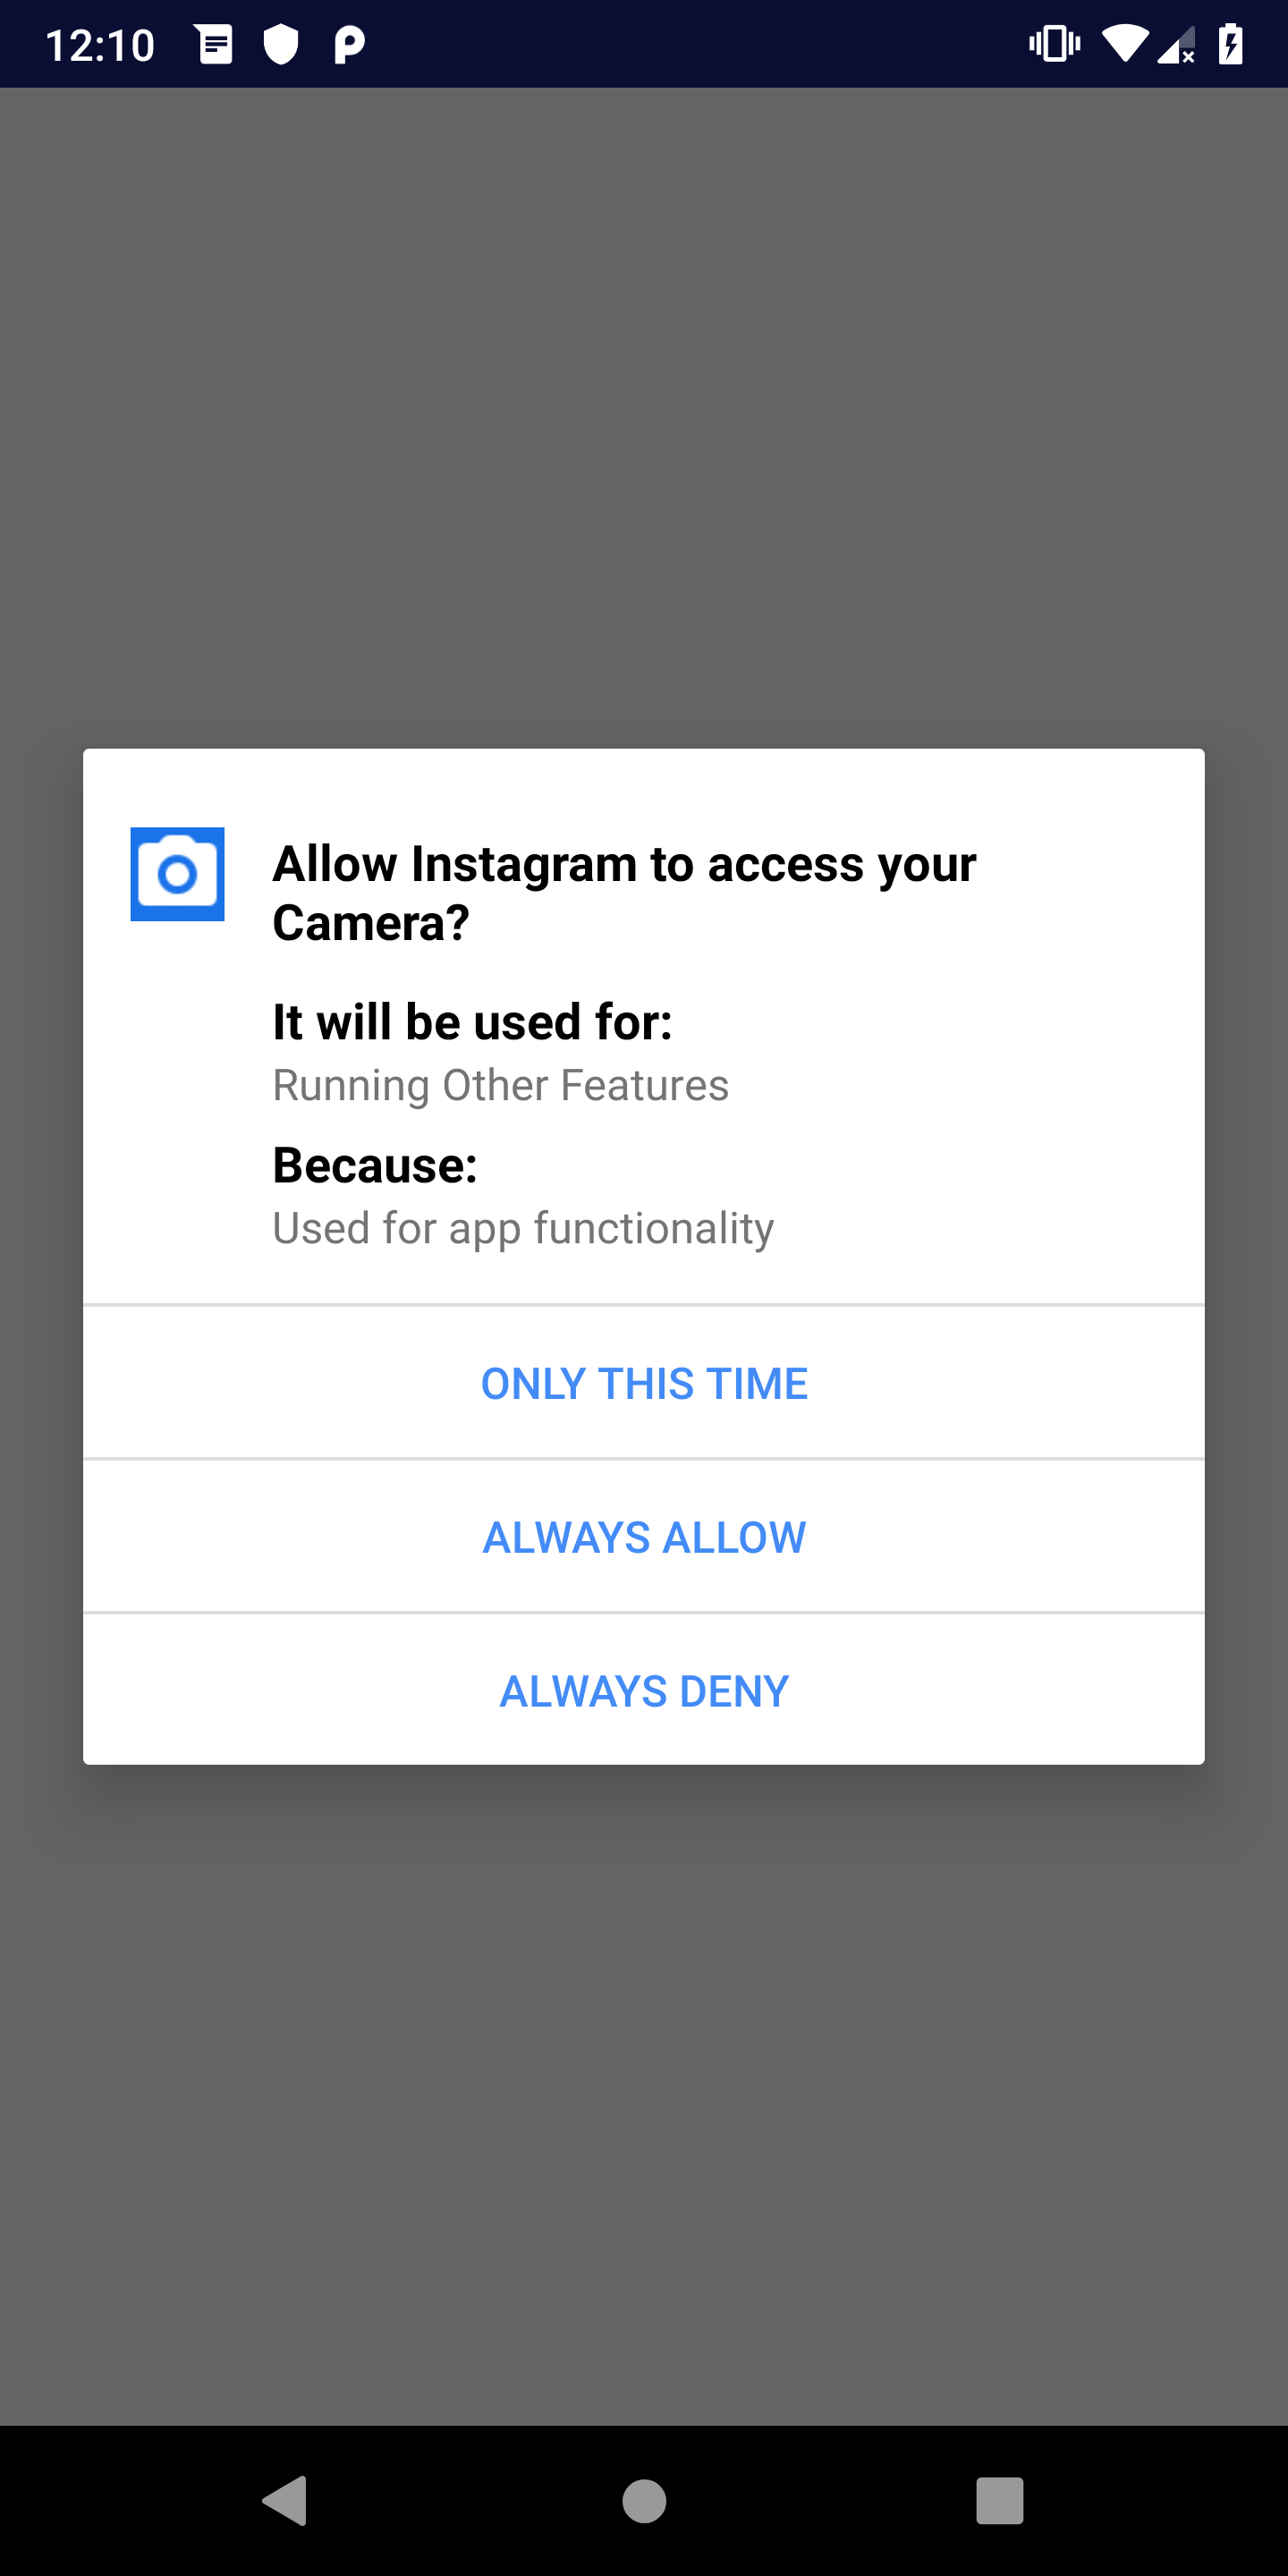 12:10
Allow Instagram to access your
Camera?
It will be used for:
Running Other Features
Because:
Used for app functionality
ONLY THIS TIME
ALWAYS ALLOW
ALWAYS DENY